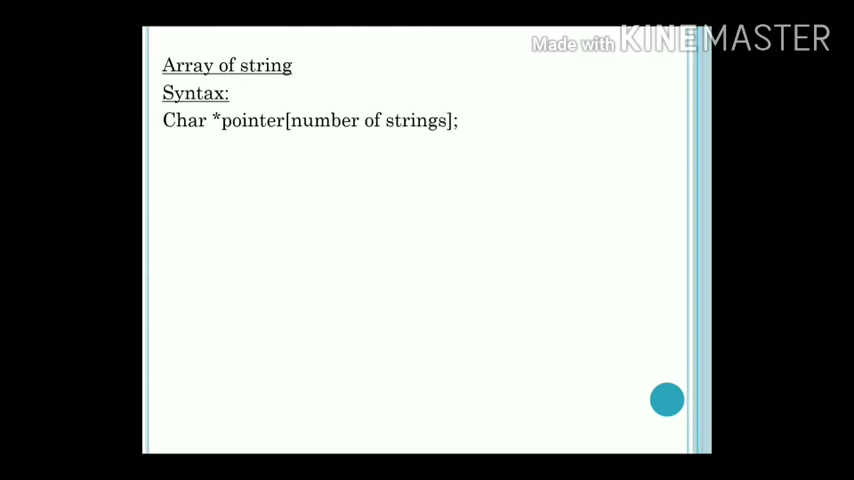 Made with KINEMASTER
Array of string
Syntax:
Char *pointer[number of strings];